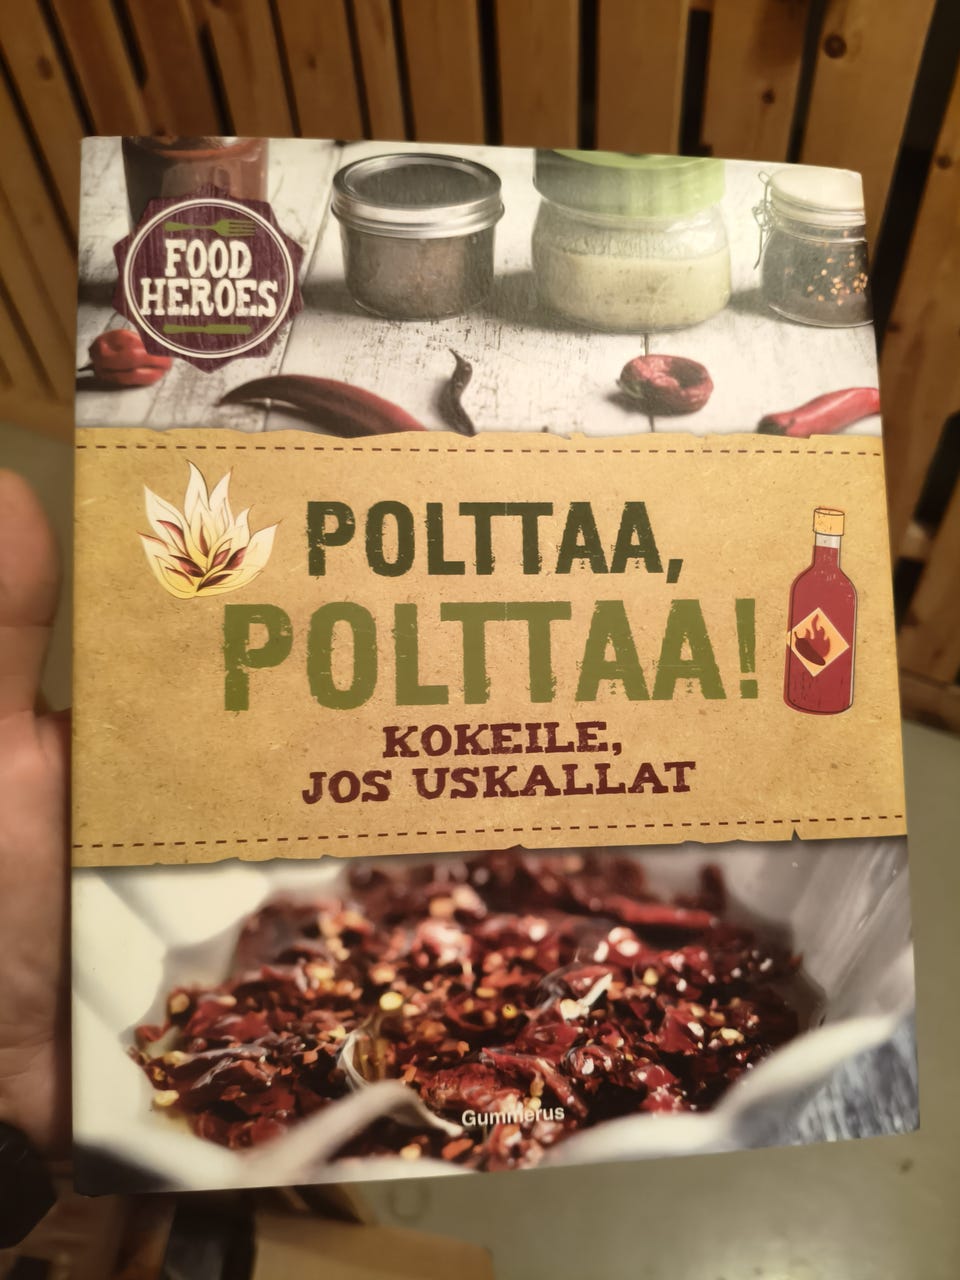 FOOD
HEROES
POLTTAA,
POLTTAA!
KOKEILE,
JOS USKALLAT
Gummerus